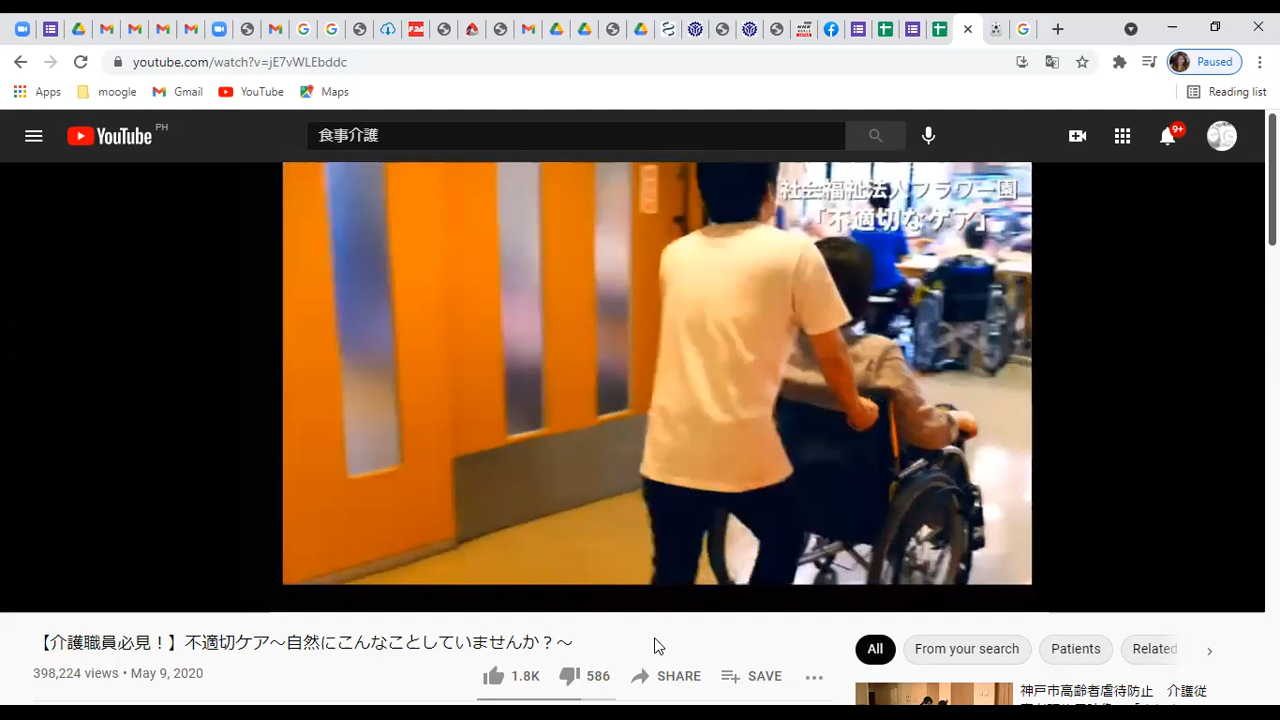 youtube.com/watch?v=jE7vWLEbddc
Paused
Apps
moogle
Gmail
YouTube
Maps
Reading list
YouTube PH
食事介護
9+
社会福祉法人フラワー園
「不適切なケア」
【介護職員必見！】不適切ケア～自然にこんなことしていませんか？～
398,224 views • May 9, 2020
1.8K
586
SHARE
SAVE
All
From your search
Patients
Related
神戸市高齢者虐待防止 介護従